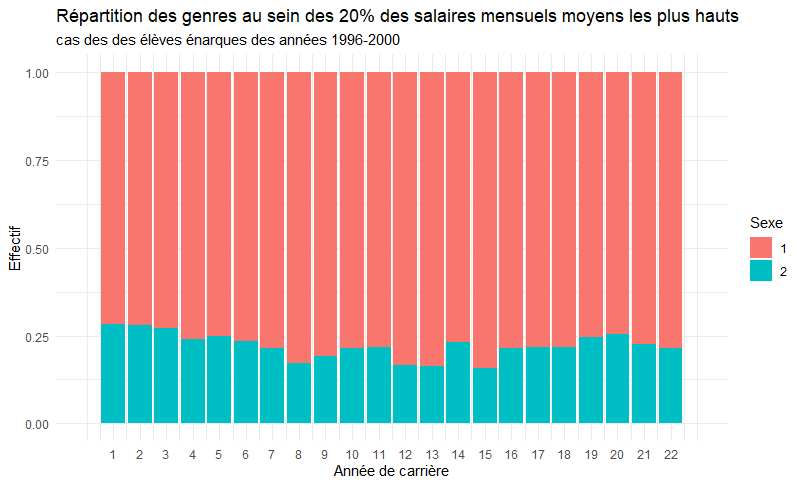 Répartition des genres au sein des 20% des salaires mensuels moyens les plus hauts
cas des des élèves énarques des années 1996-2000
1.00
0.75
0.50
0.25
0.00
Effectif
1 2 3 4 5 6 7 8 9 10 11 12 13 14 15 16 17 18 19 20 21 22
Année de carrière
Sexe
1
2